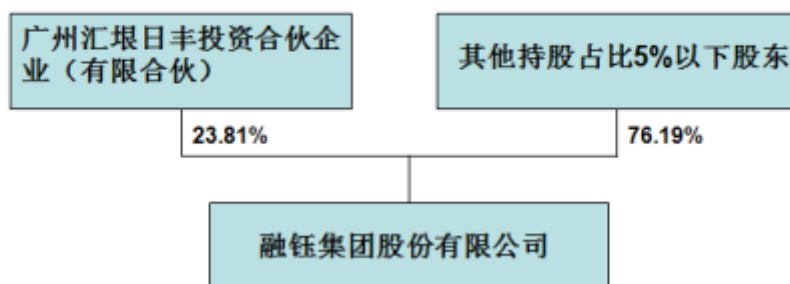 广州汇垠日丰投资合伙企
业（有限合伙）
其他持股占比5%以下股东
23.81%
76.19%
融钰集团股份有限公司